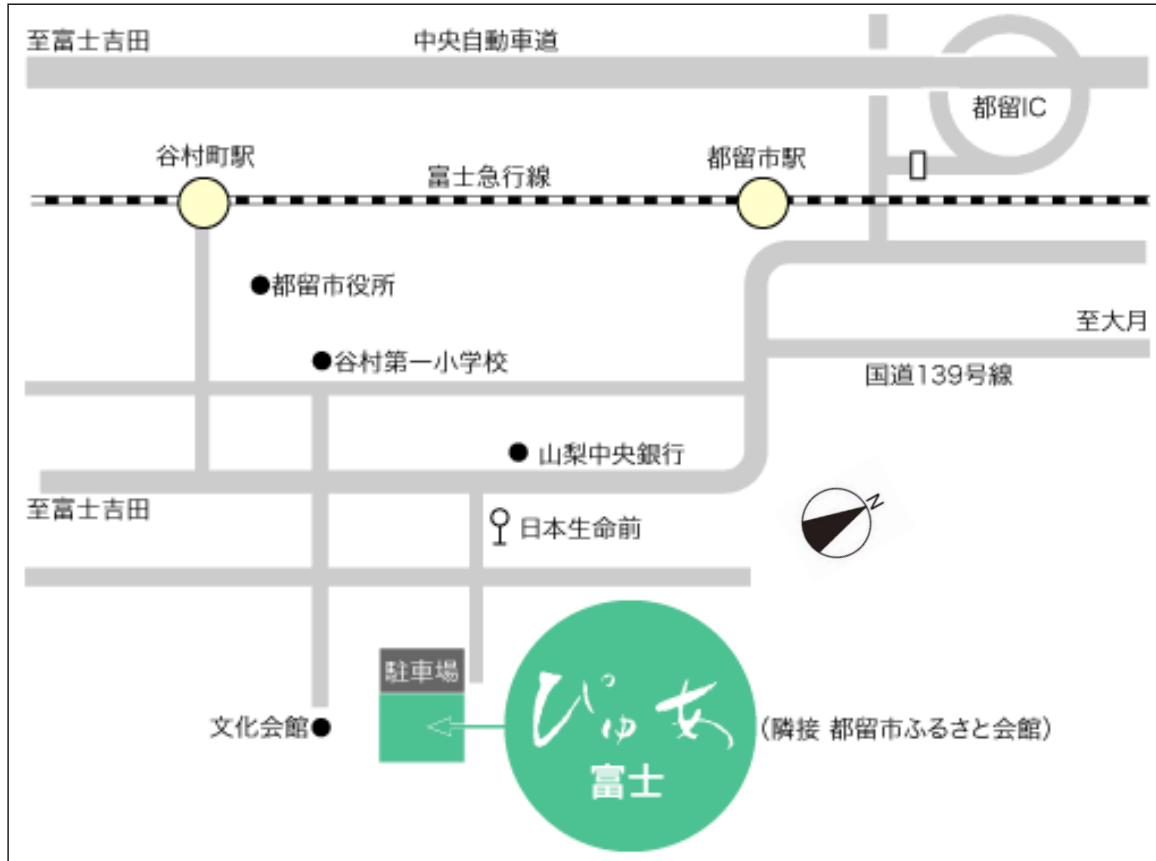 至富士吉田
中央自動車道
都留IC
谷村町駅
富士急行線
都留市駅
都留市役所
至大月
谷村第一小学校
国道139号線
山梨中央銀行
至富士吉田
N
日本生命前
駐車場
ぴゅあ
富士
文化会館
(隣接 都留市ふるさと会館)